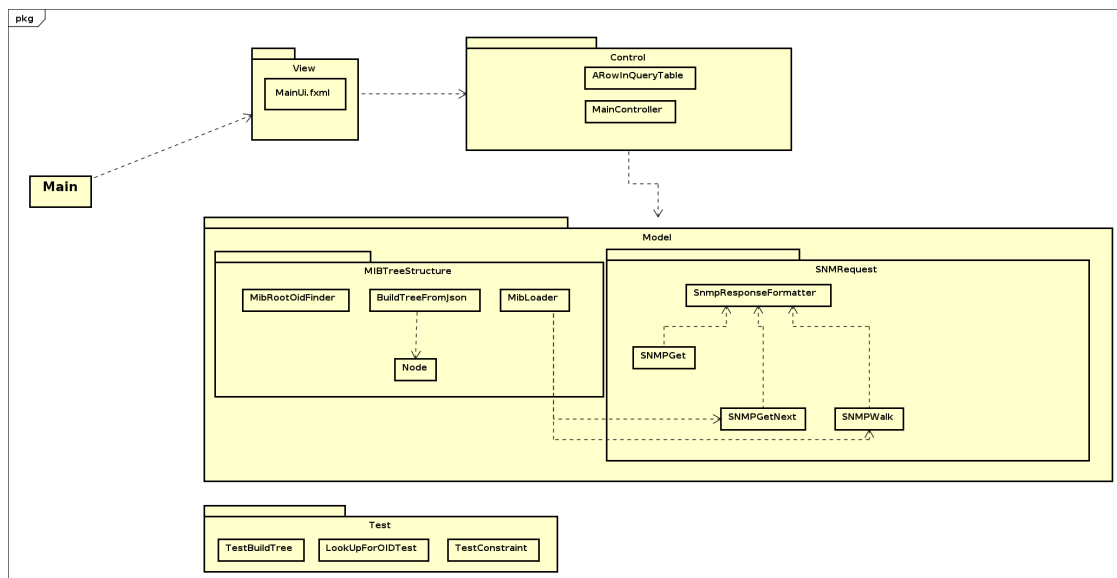 pkg
View
MainUi.fxml
Control
ARowInQueryTable
MainController
Main
Model
MIBTreeStructure
MibRootOidFinder
BuildTreeFromJson
MibLoader
Node
SNMRequest
SnmpResponseFormatter
SNMPGet
SNMPGetNext
SNMPWalk
Test
TestBuildTree
LookUpForOIDTest
TestConstraint